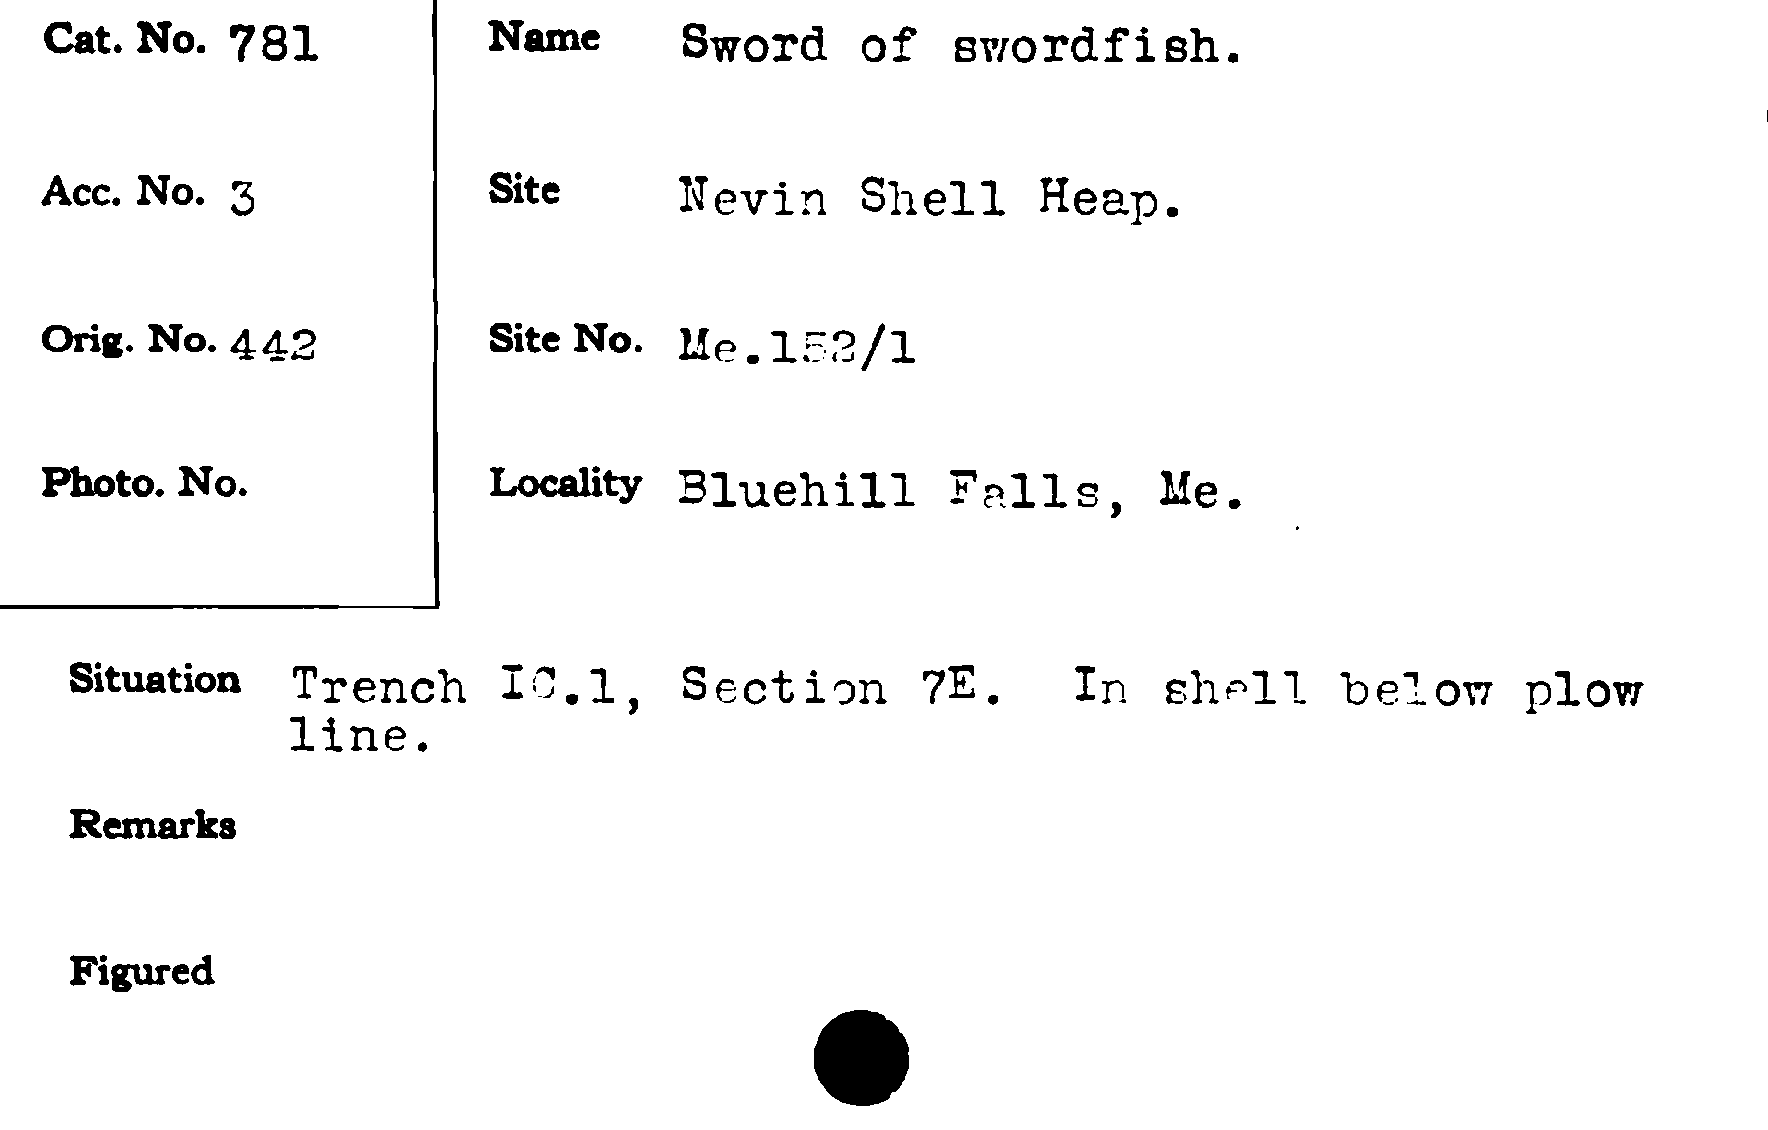 Cat. No. 781
Name Sword of swordfish.
Acc. No. 3
Site Nevin Shell Heap.
Orig. No. 442
Site No. Me.152/1
Photo. No.
Locality Bluehill Falls, Me.
Situation Trench IC.1, Section 7E. In shell below plow
line.
Remarks
Figured